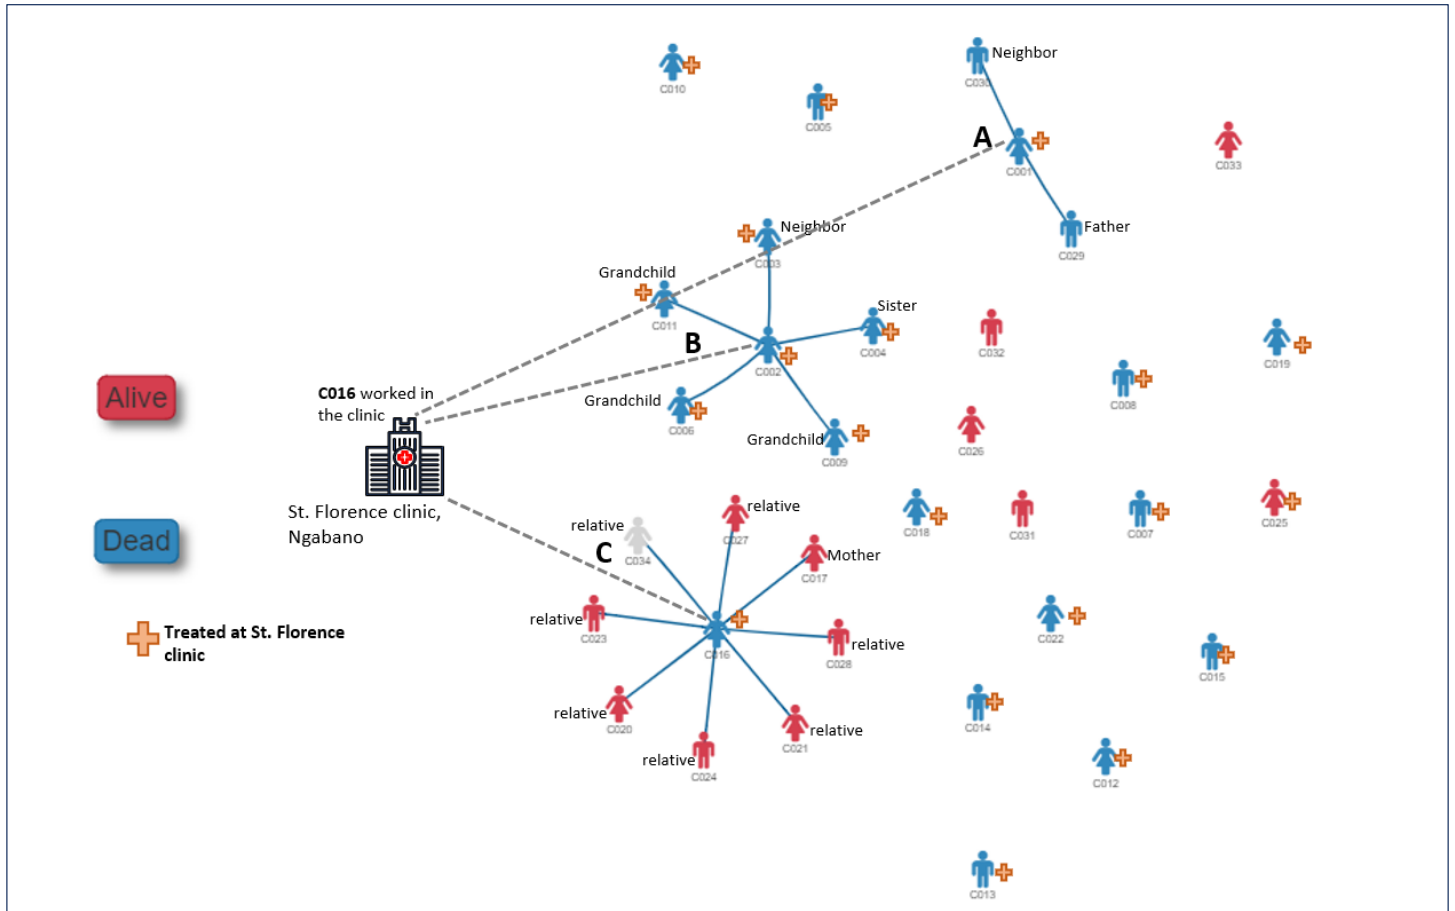 Neighbor
C030
C010
C005
A
C001
C033
Neighbor
Father
C003
C029
Grandchild
Sister
C011
B
C004
C002
C032
C019
Alive
C016 worked in
the clinic
Grandchild
C006
C008
Grandchild
C009
C026
St. Florence clinic,
Ngabano
relative
relative
C027
C018
C031
C007
C025
Dead
C
C034
Mother
C017
Treated at St. Florence
clinic
relative
C023
C016
relative
C028
C022
C015
relative
C020
relative
C021
C014
relative
C024
C012
C013